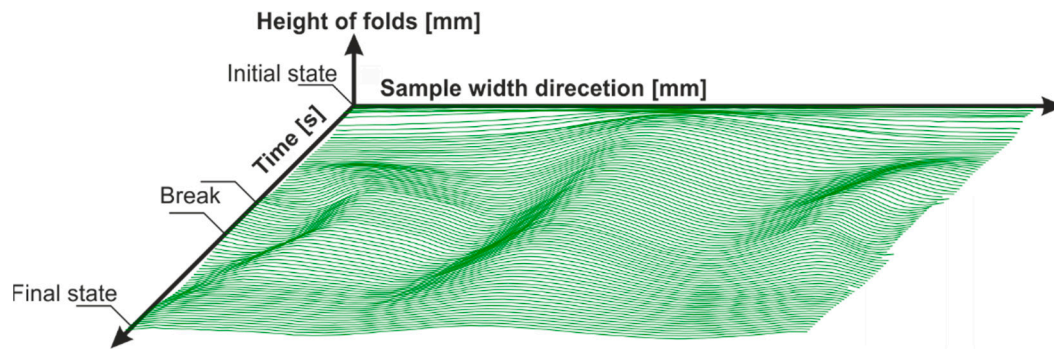 Height of folds [mm]
Initial state
Sample width direcetion [mm]
Time [s]
Break
Final state